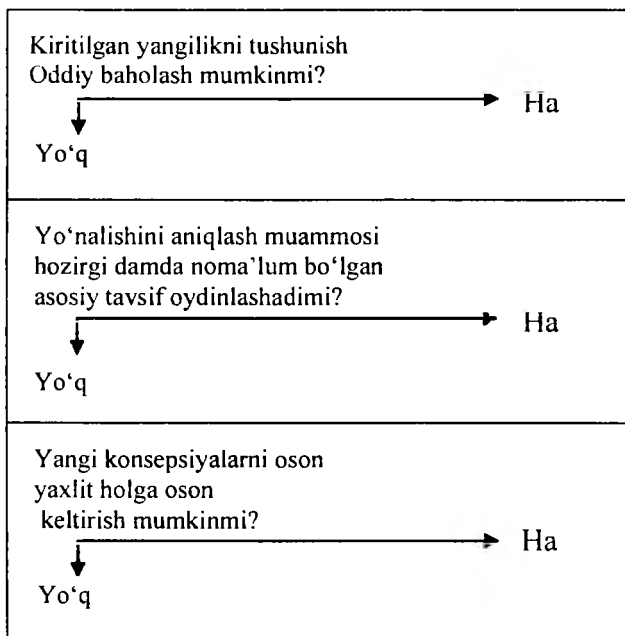 Kiritilgan yangilikni tushunish
Oddiy baholash mumkinmi?
Ha
Yo‘q
Yo‘nalishini aniqlash muammosi
hozirgi damda noma’lum bo‘lgan
asosiy tavsif oydinlashadimi?
Ha
Yo‘q
Yangi konsepsiyalarni oson
yaxlit holga oson
keltirish mumkinmi?
Ha
Yo‘q